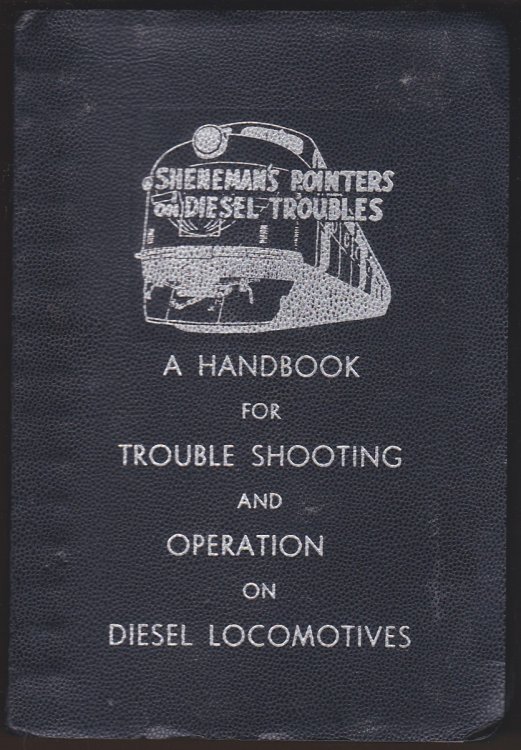 SHENEMAN'S POINTERS
ON DIESEL TROUBLES
A HANDBOOK
FOR
TROUBLE SHOOTING
AND
OPERATION
ON
DIESEL LOCOMOTIVES